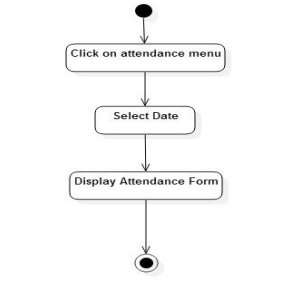 Click on attendance menu
Select Date
Display Attendance Form